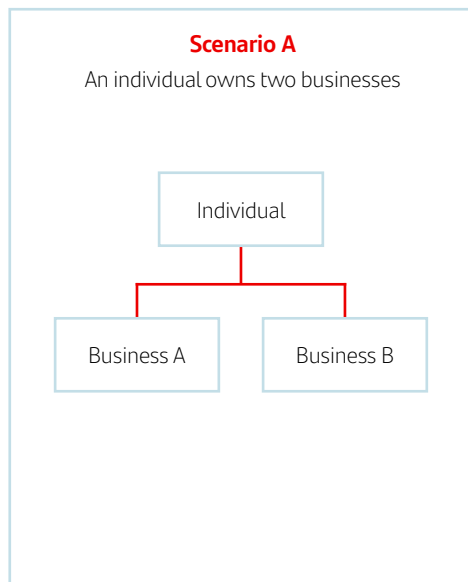 Scenario A
An individual owns two businesses
Individual
Business A
Business B